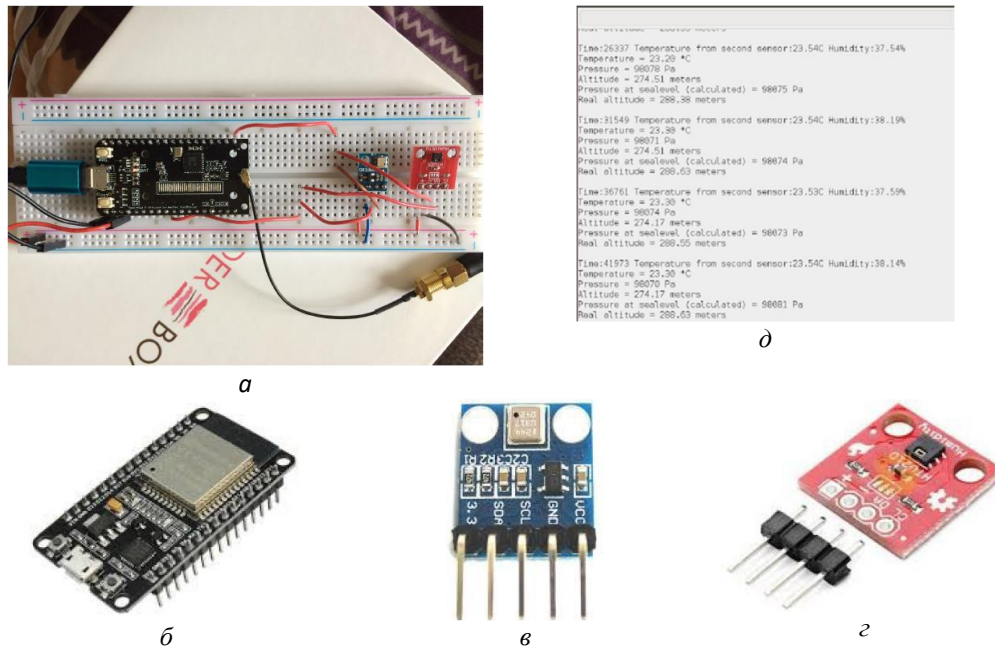 DER
BO
Time:26337 Temperature from second sensor:23.54C Humidity:37.54%
Temperature = 23.20 *C
Pressure = 98078 Pa
Altitude = 274.51 meters
Pressure at sealevel (calculated) = 98075 Pa
Real altitude = 288.38 meters
Time:31549 Temperature from second sensor:23.54C Humidity:38.19%
Temperature = 23.30 *C
Pressure = 98071 Pa
Altitude = 274.51 meters
Pressure at sealevel (calculated) = 98074 Pa
Real altitude = 288.63 meters
Time:36761 Temperature from second sensor:23.53C Humidity:37.59%
Temperature = 23.30 *C
Pressure = 98074 Pa
Altitude = 274.17 meters
Pressure at sealevel (calculated) = 98073 Pa
Real altitude = 288.55 meters
Time:41973 Temperature from second sensor:23.54C Humidity:38.14%
Temperature = 23.30 *C
Pressure = 98070 Pa
Altitude = 274.17 meters
Pressure at sealevel (calculated) = 98081 Pa
Real altitude = 288.63 meters
а
д
C2C3R2R1
3.3 SDA SCL GND VCC
Humidity
HTU21D
б
в
г